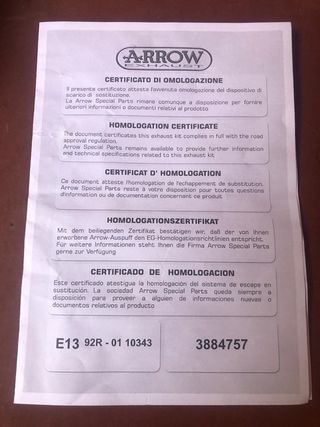 ARROW
EXHAUST
CERTIFICATO DI OMOLOGAZIONE
Il presente certificato attesta l'avvenuta omologazione del dispositivo di
scarico di sostituzione.
La Arrow Special Parts rimane comunque a disposizione per fornire
ulteriori informazioni o documenti relativi al prodotto
HOMOLOGATION CERTIFICATE
The document certificates this exhaust kit complies in full with the road
approval regulation.
Arrow Special Parts remains available to provide further information
and technical specifications related to this exhaust kit
CERTIFICAT D' HOMOLOGATION
Ce document atteste l'homologation de l'echappement de substitution.
Arrow Special Parts reste à votre disposition pour toutes questions
d'information ou de documentation concernant ce produit
HOMOLOGATIONSZERTIFIKAT
Mit dem beiliegenden Zertifikat bestätigen wir, daß der von Ihnen
erworbene Arrow-Auspuff den EG-Homologationsrichtlinien entspricht.
Für weitere Informationen steht Ihnen die Firma Arrow Special Parts
gerne zur Verfügung
CERTIFICADO DE HOMOLOGACION
Este certificado atestigua la homologación del sistema de escape en
sustitución. La sociedad Arrow Special Parts queda siempre a
disposición para proveer a alguien de informaciones nuevas o
documentos relativos al producto
E13 92R - 01 10343
3884757